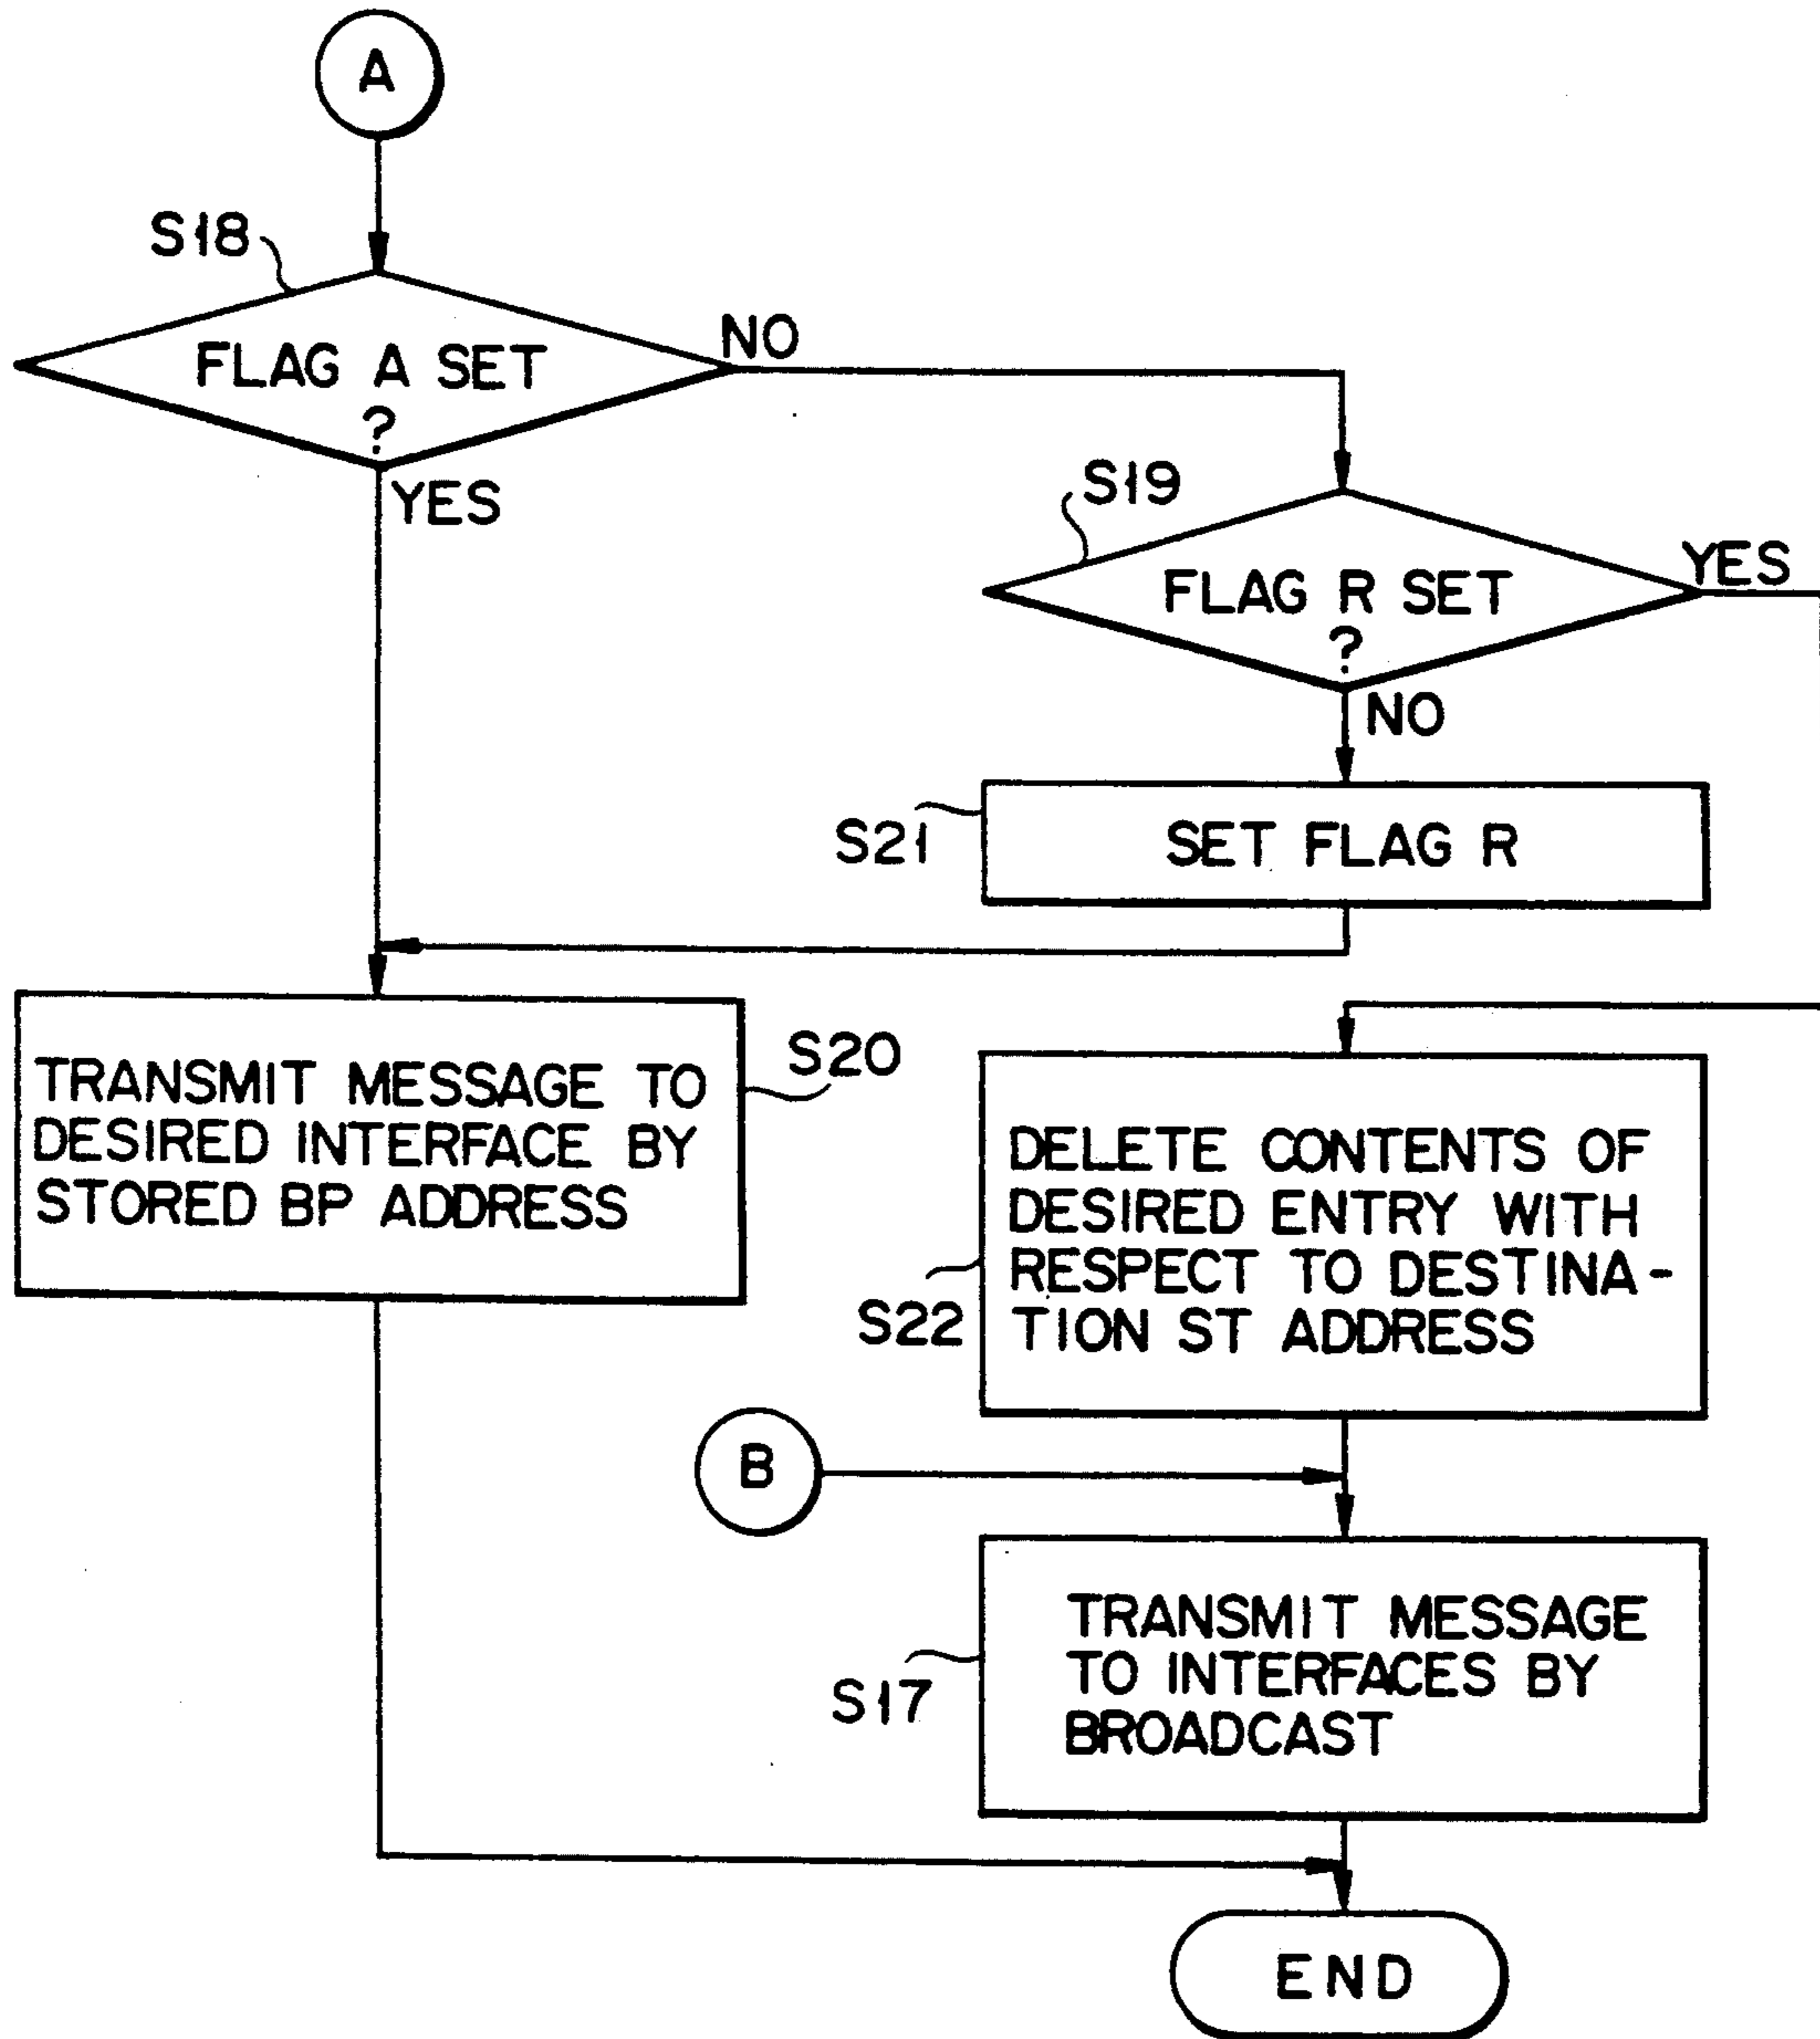 A
S18
FLAG A SET
?
NO
YES
S19
FLAG R SET
?
YES
NO
S21
SET FLAG R
S20
TRANSMIT MESSAGE TO
DESIRED INTERFACE BY
STORED BP ADDRESS
DELETE CONTENTS OF
DESIRED ENTRY WITH
RESPECT TO DESTINA-
TION ST ADDRESS
S22
B
TRANSMIT MESSAGE
TO INTERFACES BY
BROADCAST
S17
END